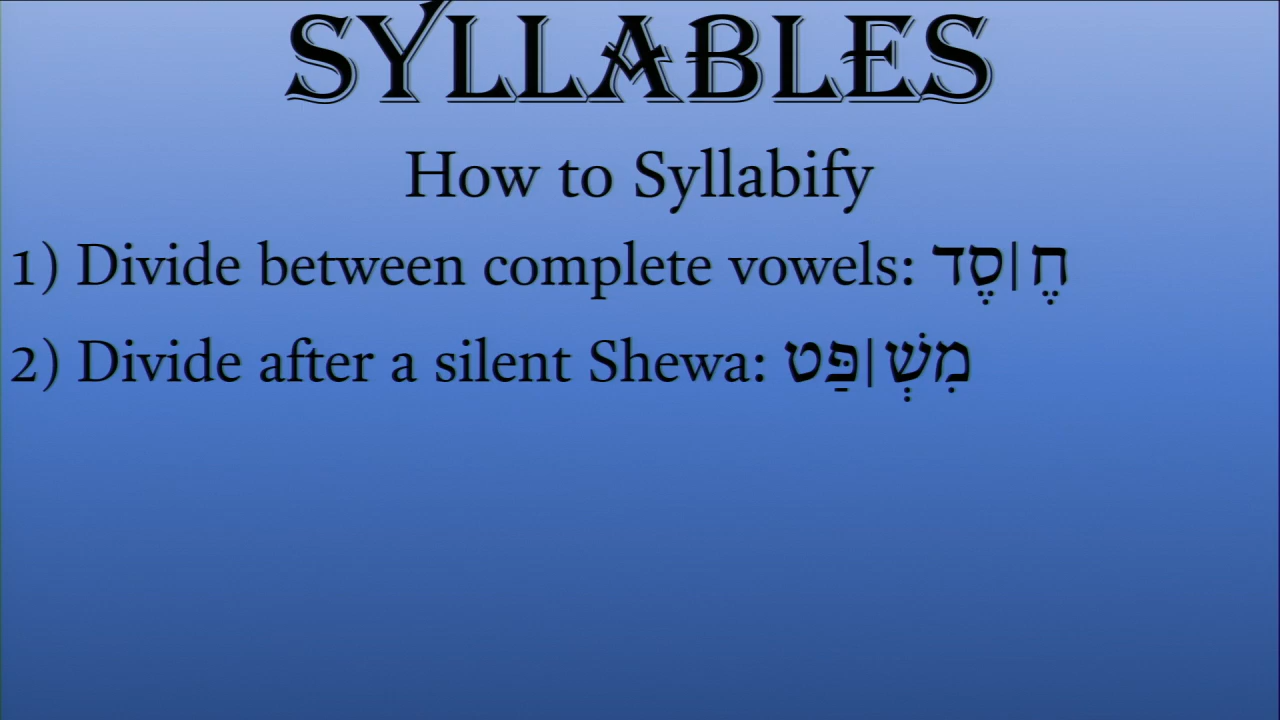 SYLLABLES
How to Syllabify
1) Divide between complete vowels: חֶ|סֶד
2) Divide after a silent Shewa: מִשְׁ|פַּט